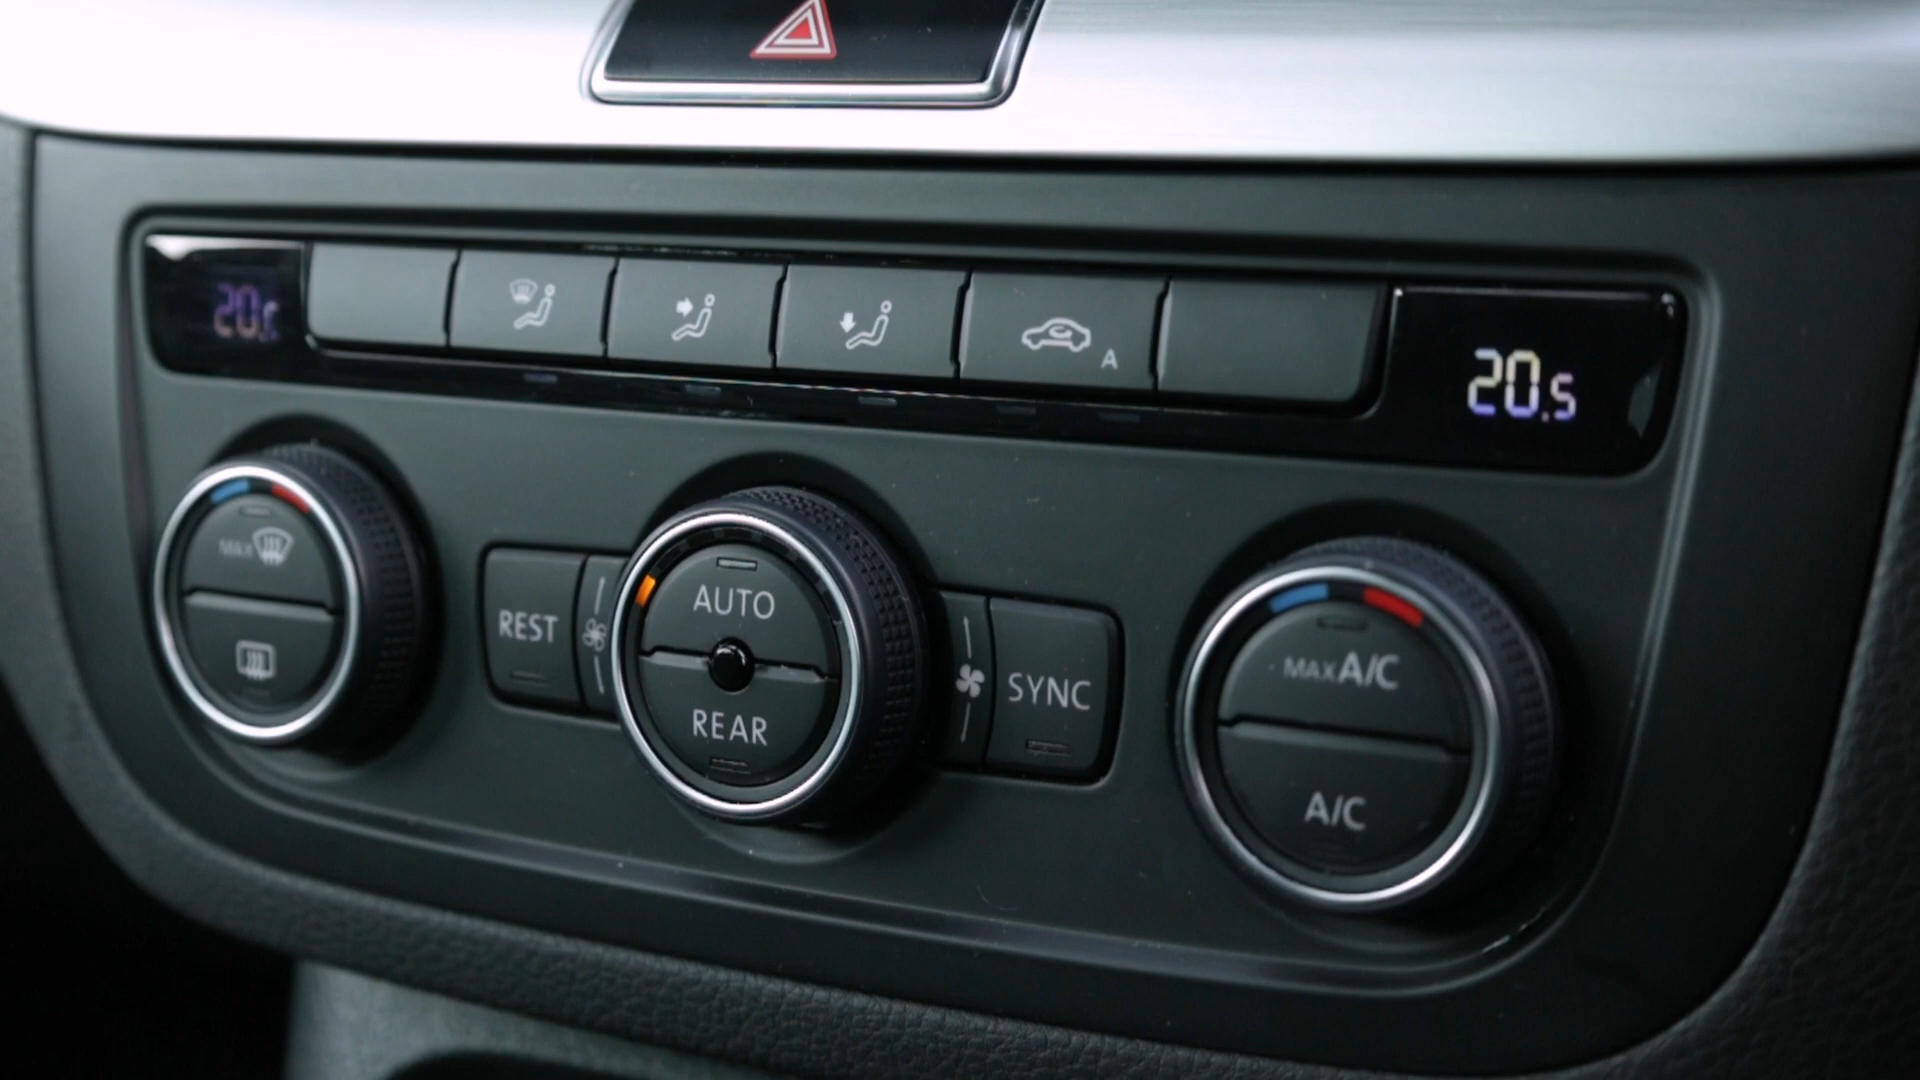 20.5
A
MAX
REST
AUTO
REAR
SYNC
MAX A/C
A/C